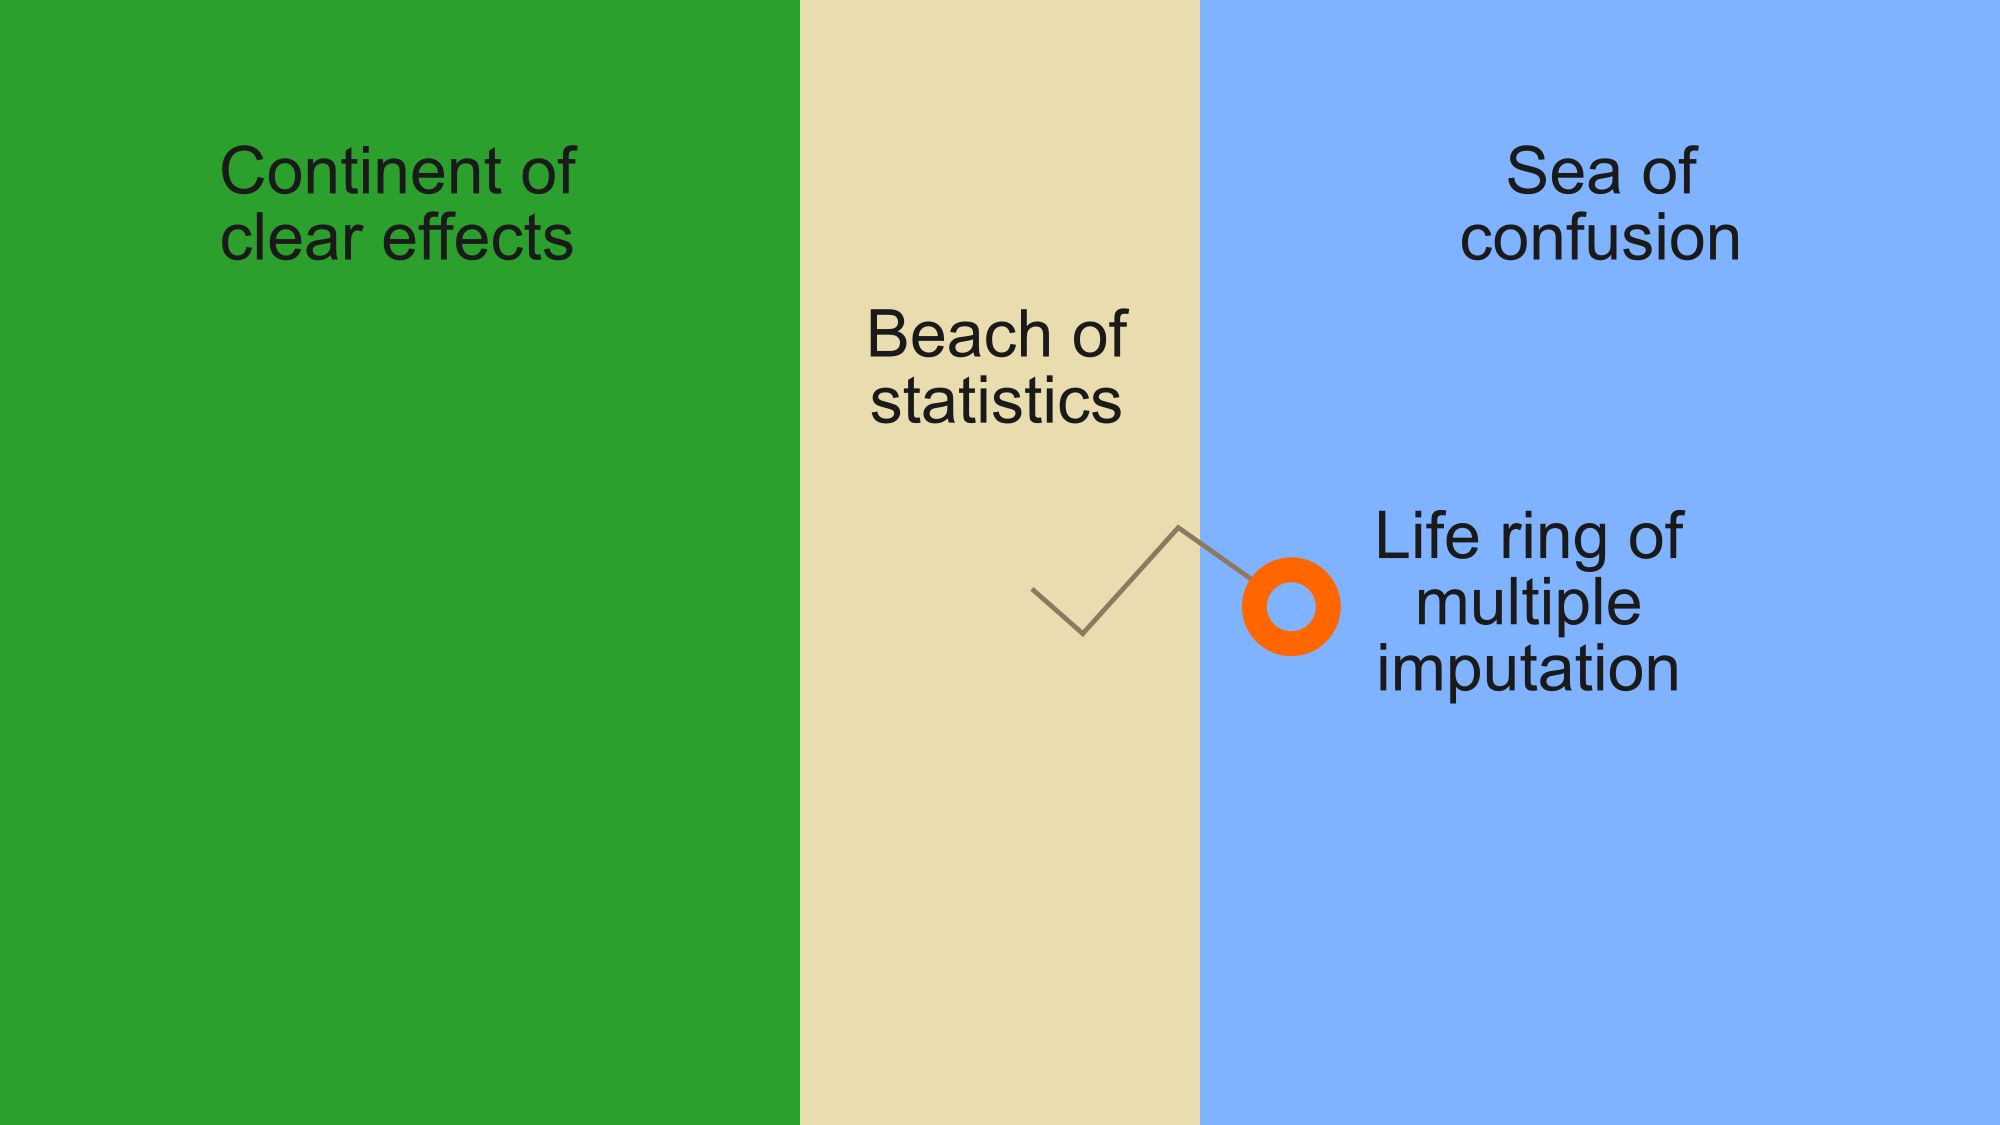 Continent of
clear effects
Sea of
confusion
Beach of
statistics
Life ring of
multiple
imputation